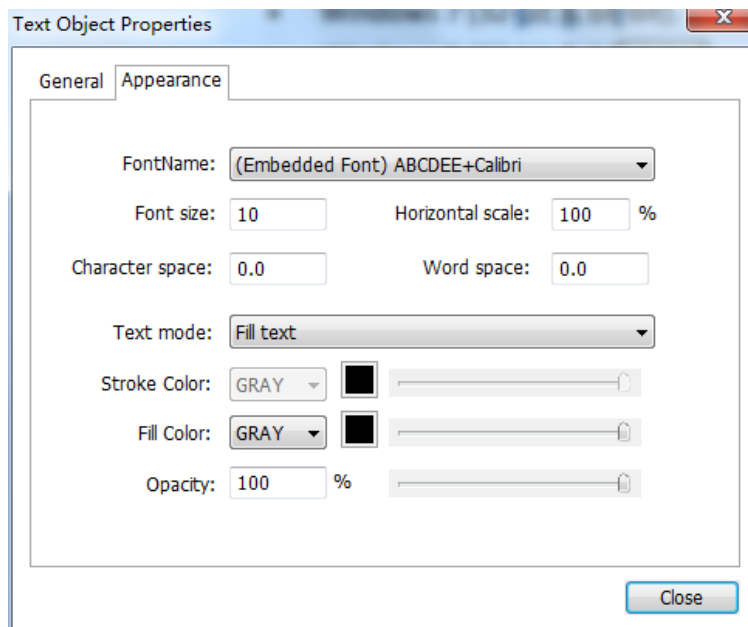 Text Object Properties
General Appearance
FontName: (Embedded Font) ABCDEE+Calibri
Font size: 10 Horizontal scale: 100 %
Character space: 0.0 Word space: 0.0
Text mode: Fill text
Stroke Color: GRAY
Fill Color: GRAY
Opacity: 100 %
Close